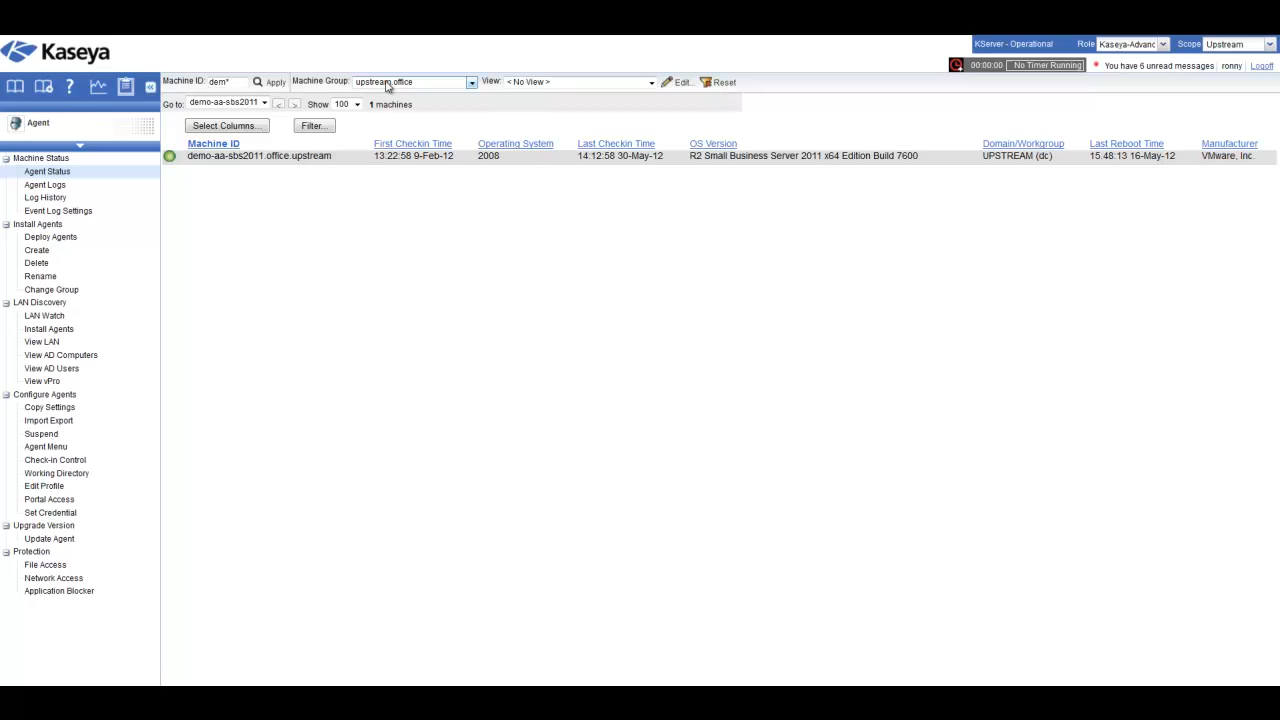 Kaseya
KServer - Operational Role Kaseya-Advanc Scope Upstream
00:00:00 No Timer Running You have 6 unread messages ronny Logoff
Machine ID: dem* Apply Machine Group: upstream.office View: < No View > Edit... Reset
Go to: demo-aa-sbs2011 < > Show 100 1 machines
Select Columns... Filter...
Machine ID First Checkin Time Operating System Last Checkin Time OS Version Domain/Workgroup Last Reboot Time Manufacturer
demo-aa-sbs2011.office.upstream 13:22:58 9-Feb-12 2008 14:12:58 30-May-12 R2 Small Business Server 2011 x64 Edition Build 7600 UPSTREAM (dc) 15:48:13 16-May-12 VMware, Inc.
?
«
Agent
Machine Status
Agent Status
Agent Logs
Log History
Event Log Settings
Install Agents
Deploy Agents
Create
Delete
Rename
Change Group
LAN Discovery
LAN Watch
Install Agents
View LAN
View AD Computers
View AD Users
View vPro
Configure Agents
Copy Settings
Import Export
Suspend
Agent Menu
Check-in Control
Working Directory
Edit Profile
Portal Access
Set Credential
Upgrade Version
Update Agent
Protection
File Access
Network Access
Application Blocker